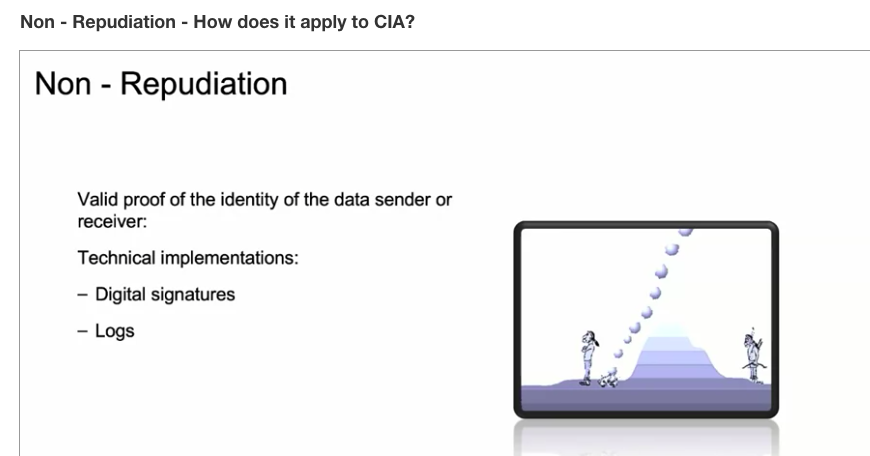 Non - Repudiation - How does it apply to CIA?
Non - Repudiation
Valid proof of the identity of the data sender or
receiver:
Technical implementations:
– Digital signatures
– Logs